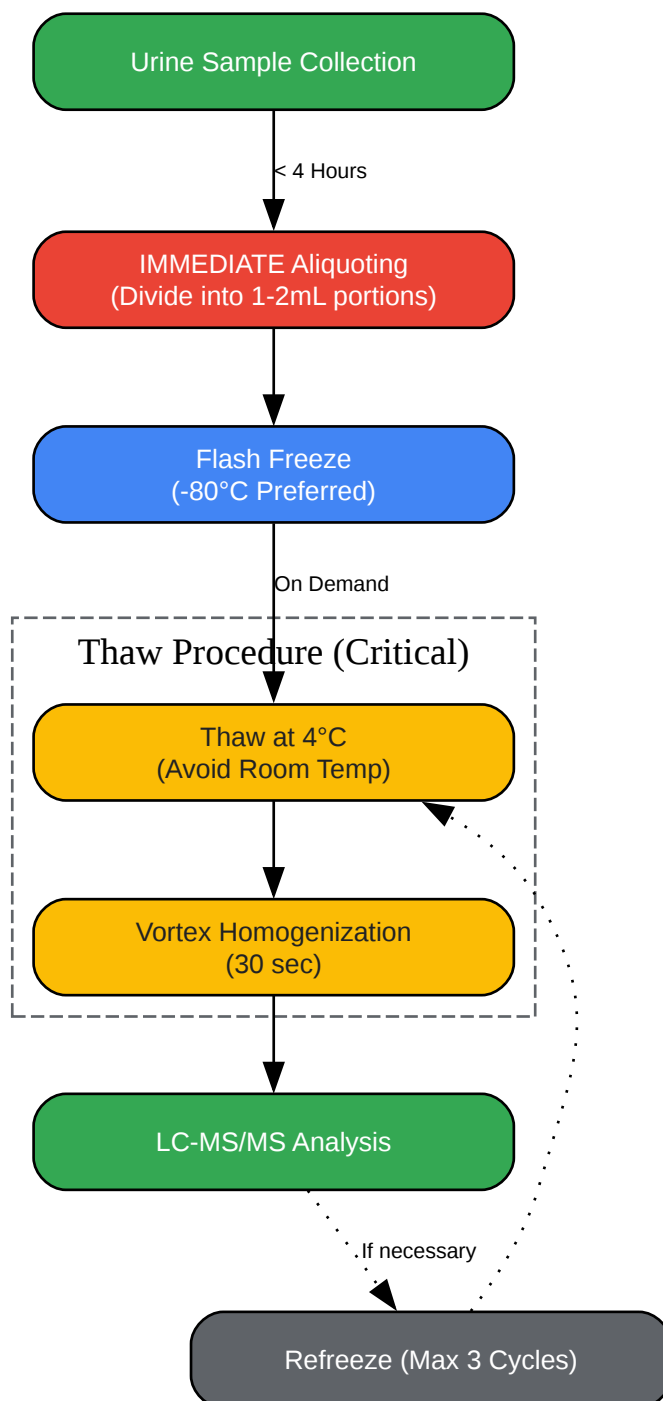 Urine Sample Collection
< 4 Hours
IMMEDIATE Aliquoting
(Divide into 1-2mL portions)
Flash Freeze
(-80°C Preferred)
On Demand
Thaw Procedure (Critical)
Thaw at 4°C
(Avoid Room Temp)
Vortex Homogenization
(30 sec)
LC-MS/MS Analysis
If necessary
Refreeze (Max 3 Cycles)